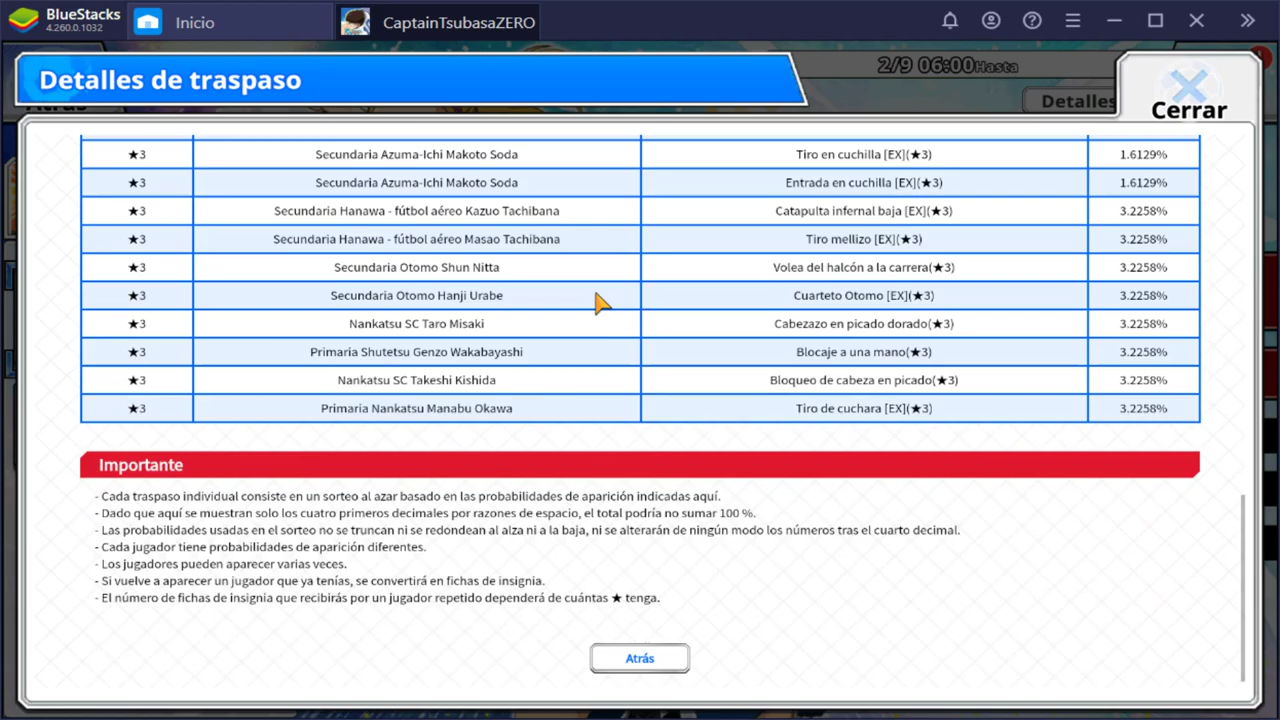 BlueStacks
4.260.0.1032
Inicio
CaptainTsubasaZERO
Detalles de traspaso
2/9 06:00Hasta
Detalles
Cerrar
Atrás
★3 Secundaria Azuma-Ichi Makoto Soda Tiro en cuchilla [EX](★3) 1.6129%
★3 Secundaria Azuma-Ichi Makoto Soda Entrada en cuchilla [EX](★3) 1.6129%
★3 Secundaria Hanawa - fútbol aéreo Kazuo Tachibana Catapulta infernal baja [EX](★3) 3.2258%
★3 Secundaria Hanawa - fútbol aéreo Masao Tachibana Tiro mellizo [EX](★3) 3.2258%
★3 Secundaria Otomo Shun Nitta Volea del halcón a la carrera(★3) 3.2258%
★3 Secundaria Otomo Hanji Urabe Cuarteto Otomo [EX](★3) 3.2258%
★3 Nankatsu SC Taro Misaki Cabezazo en picado dorado(★3) 3.2258%
★3 Primaria Shutetsu Genzo Wakabayashi Blocaje a una mano(★3) 3.2258%
★3 Nankatsu SC Takeshi Kishida Bloqueo de cabeza en picado(★3) 3.2258%
★3 Primaria Nankatsu Manabu Okawa Tiro de cuchara [EX](★3) 3.2258%
Importante
- Cada traspaso individual consiste en un sorteo al azar basado en las probabilidades de aparición indicadas aquí.
- Dado que aquí se muestran solo los cuatro primeros decimales por razones de espacio, el total podría no sumar 100 %.
- Las probabilidades usadas en el sorteo no se truncan ni se redondean al alza ni a la baja, ni se alterarán de ningún modo los números tras el cuarto decimal.
- Cada jugador tiene probabilidades de aparición diferentes.
- Los jugadores pueden aparecer varias veces.
- Si vuelve a aparecer un jugador que ya tenías, se convertirá en fichas de insignia.
- El número de fichas de insignia que recibirás por un jugador repetido dependerá de cuántas ★ tenga.
Atrás